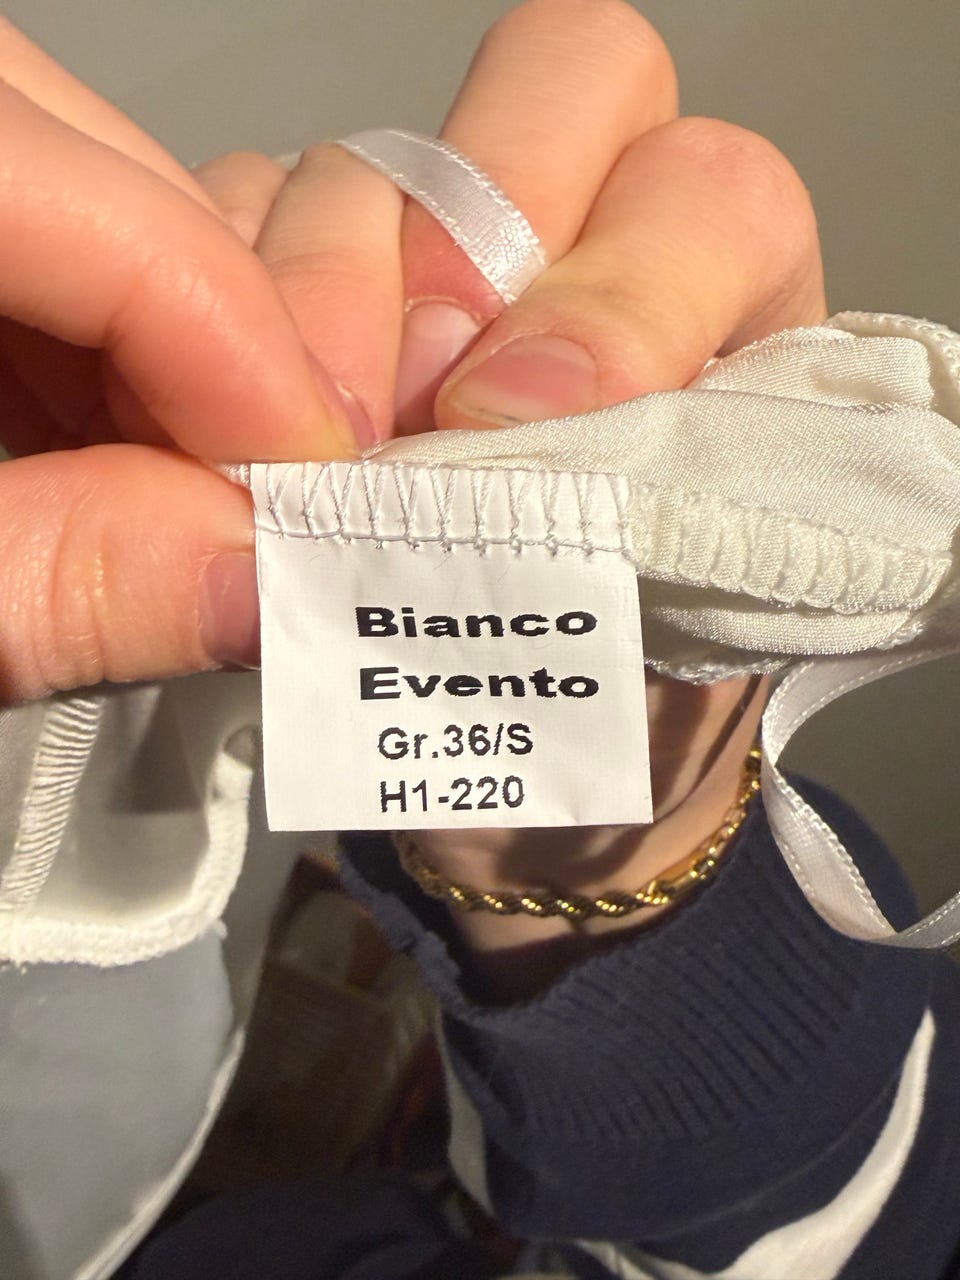 Bianco
Evento
Gr.36/S
H1-220